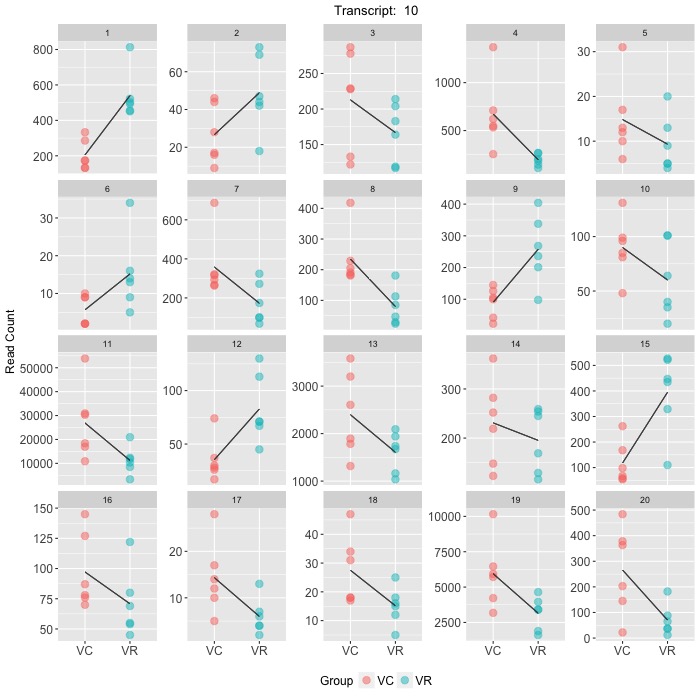 Transcript: 10
1 2 3 4 5
800 600 400 200
60 40 20
250 200 150
1000 500
30 20 10
6 7 8 9 10
30 20 10
600 400 200
400 300 200 100
400 300 200 100
100 50
Read Count
11 12 13 14 15
50000 40000 30000 20000 10000
100 50
3000 2000 1000
300 200
500 400 300 200 100
16 17 18 19 20
150 125 100 75 50
20 10
40 30 20 10
10000 7500 5000 2500
500 400 300 200 100 0
VC VR VC VR VC VR VC VR VC VR
Group VC VR